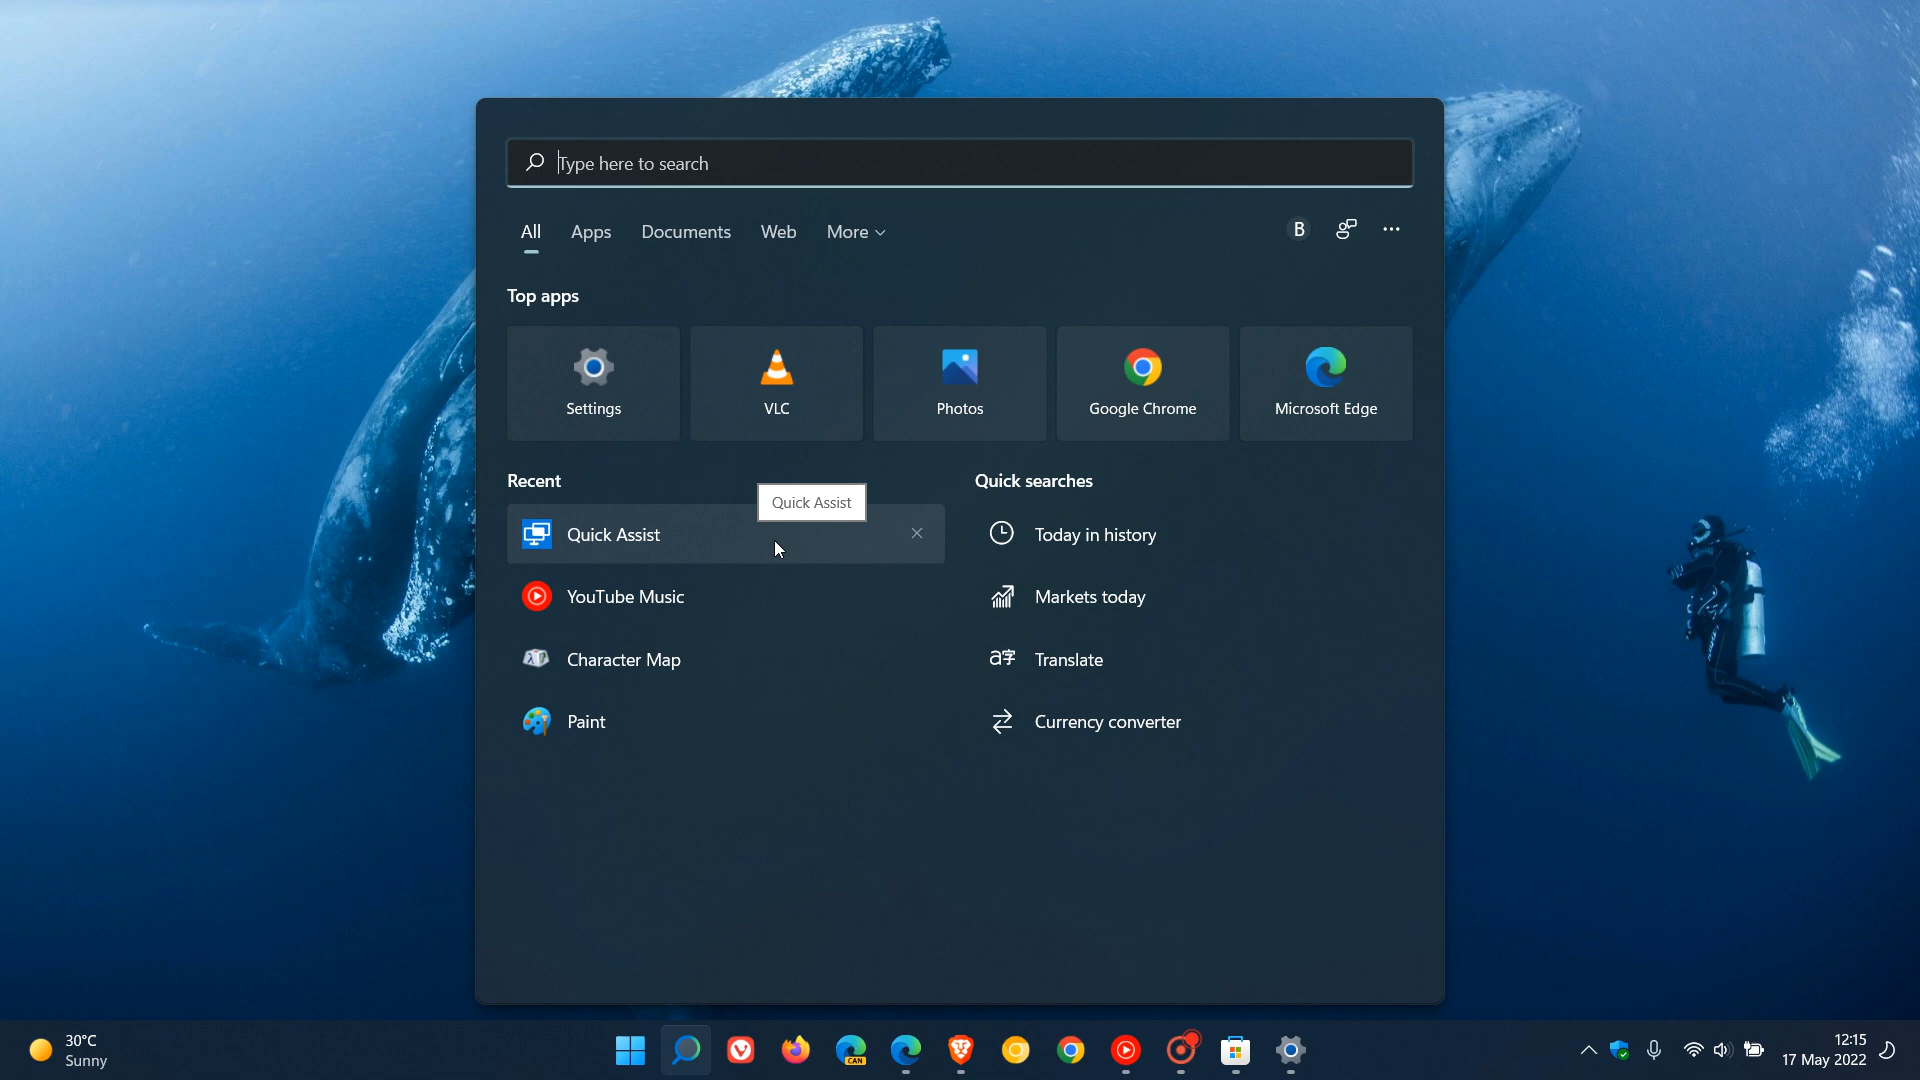 Type here to search
All Apps Documents Web More
B
Top apps
Settings VLC Photos Google Chrome Microsoft Edge
Recent
Quick searches
Quick Assist
Quick Assist
Today in history
YouTube Music
Markets today
Character Map
Translate
Paint
Currency converter
30°C
Sunny
CAN
12:15
17 May 2022